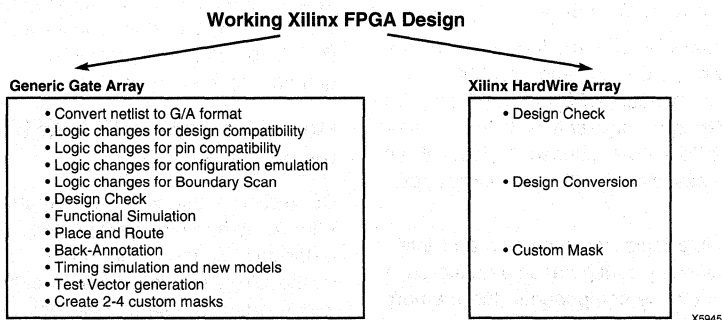 Working Xilinx FPGA Design
Generic Gate Array
• Convert netlist to G/A format
• Logic changes for design compatibility
• Logic changes for pin compatibility
• Logic changes for configuration emulation
• Logic changes for Boundary Scan
• Design Check
• Functional Simulation
• Place and Route
• Back-Annotation
• Timing simulation and new models
• Test Vector generation
• Create 2-4 custom masks
Xilinx HardWire Array
• Design Check
• Design Conversion
• Custom Mask
X5945